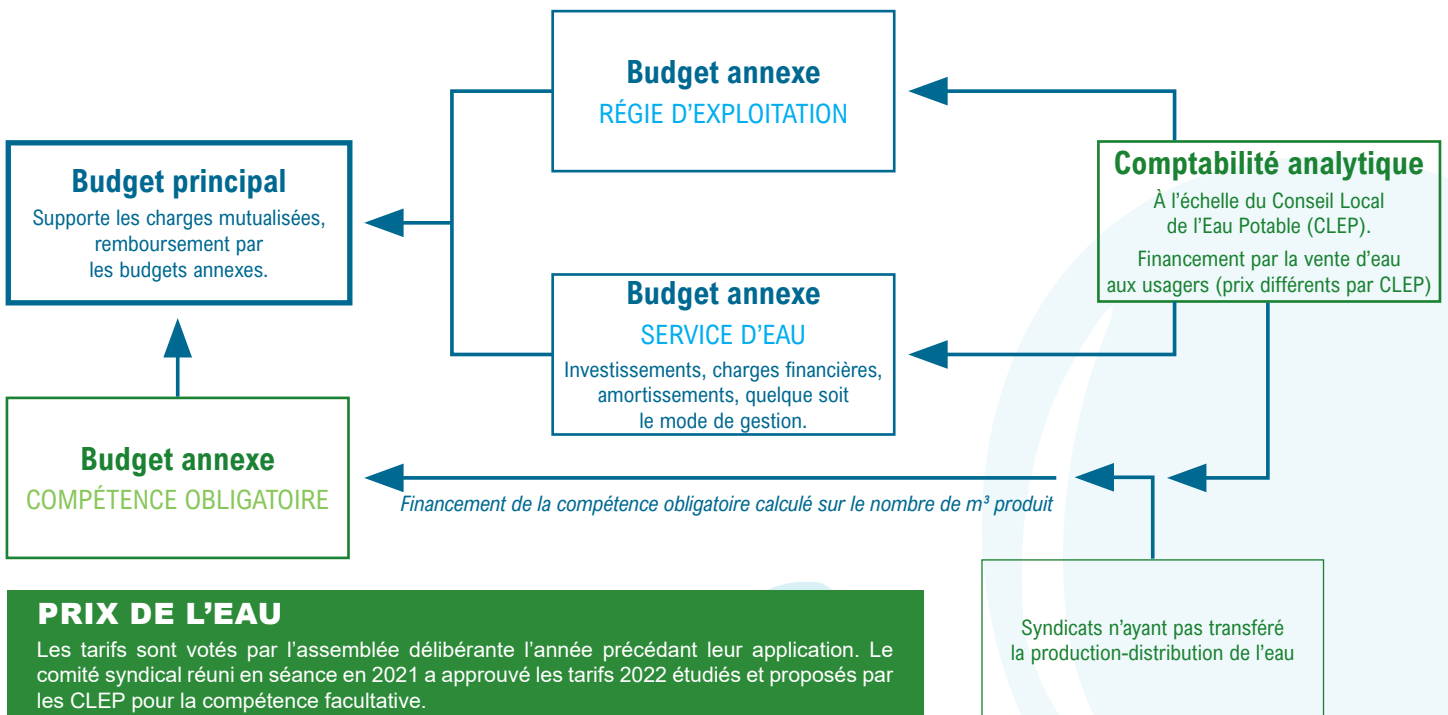 Budget annexe
RÉGIE D'EXPLOITATION
Budget principal
Supporte les charges mutualisées,
remboursement par
les budgets annexes.
Comptabilité analytique
À l'échelle du Conseil Local
de l'Eau Potable (CLEP).
Financement par la vente d'eau
aux usagers (prix différents par CLEP)
Budget annexe
SERVICE D'EAU
Investissements, charges financières,
amortissements, quelque soit
le mode de gestion.
Budget annexe
COMPÉTENCE OBLIGATOIRE
Financement de la compétence obligatoire calculé sur le nombre de m³ produit
Syndicats n'ayant pas transféré
la production-distribution de l'eau
PRIX DE L'EAU
Les tarifs sont votés par l'assemblée délibérante l'année précédant leur application. Le
comité syndical réuni en séance en 2021 a approuvé les tarifs 2022 étudiés et proposés par
les CLEP pour la compétence facultative.